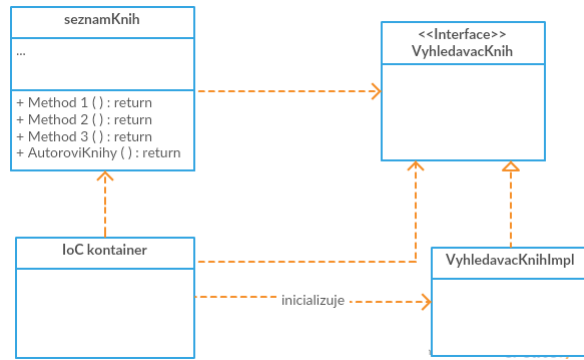 seznamKnih
...
+ Method 1 ( ) : return
+ Method 2 ( ) : return
+ Method 3 ( ) : return
+ AutoroviKnihy ( ) : return
<<Interface>>
VyhledavacKnih
IoC kontainer
inicializuje
VyhledavacKnihImpl